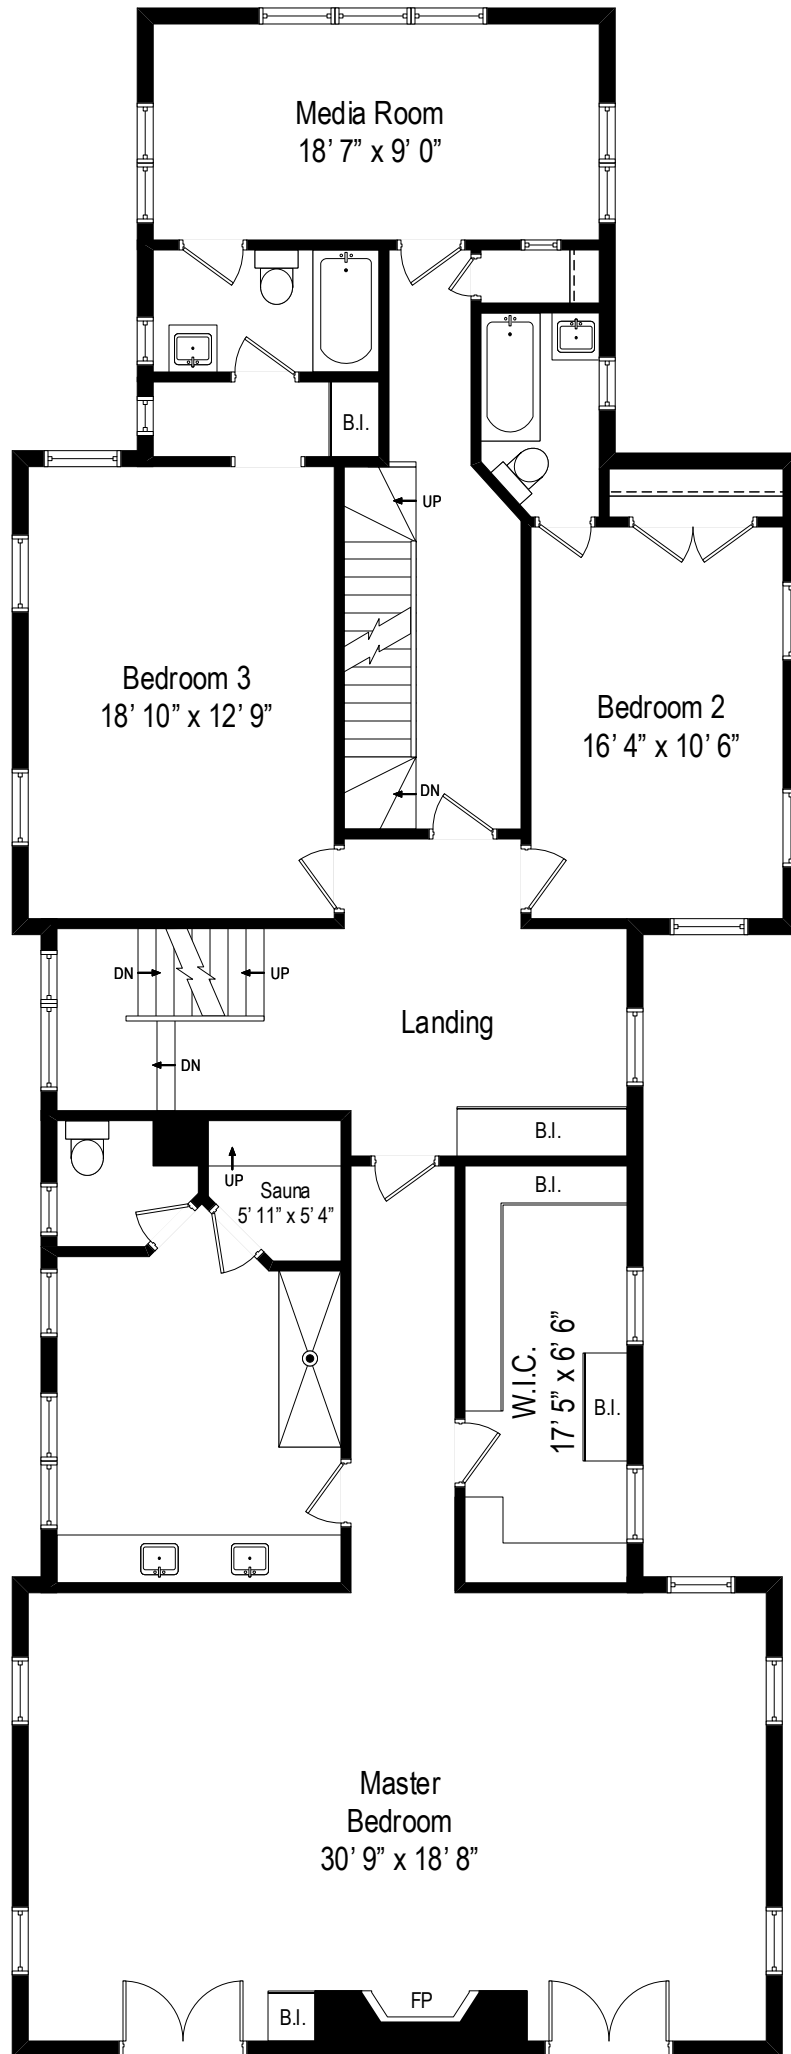 Media Room
18’ 7” x 9’ 0”
B.I.
UP
Bedroom 3
18’ 10” x 12’ 9”
Bedroom 2
16’ 4” x 10’ 6”
DN
DN
UP
Landing
DN
B.I.
UP
Sauna
5’ 11” x 5’ 4”
B.I.
W.I.C.
17’ 5” x 6’ 6”
B.I.
Master
Bedroom
30’ 9” x 18’ 8”
B.I.
FP